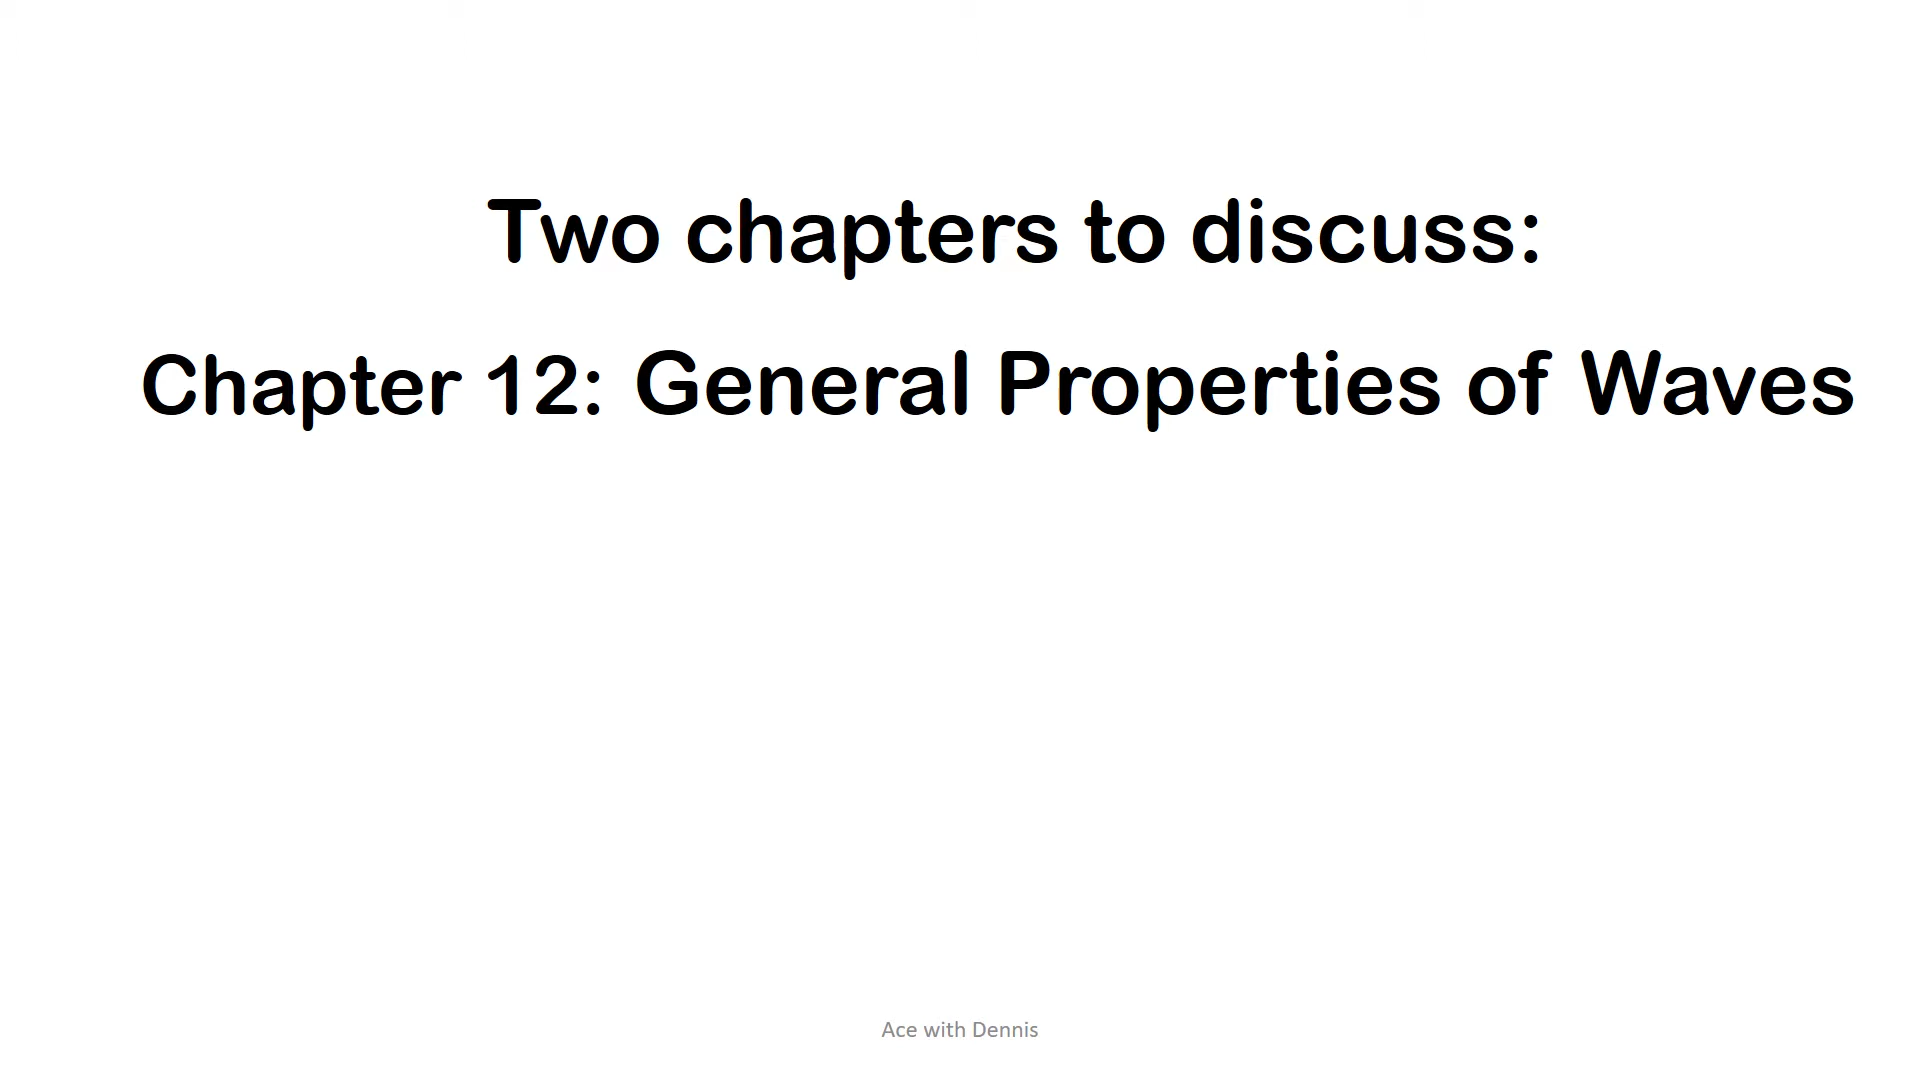 Two chapters to discuss:
Chapter 12: General Properties of Waves
Ace with Dennis